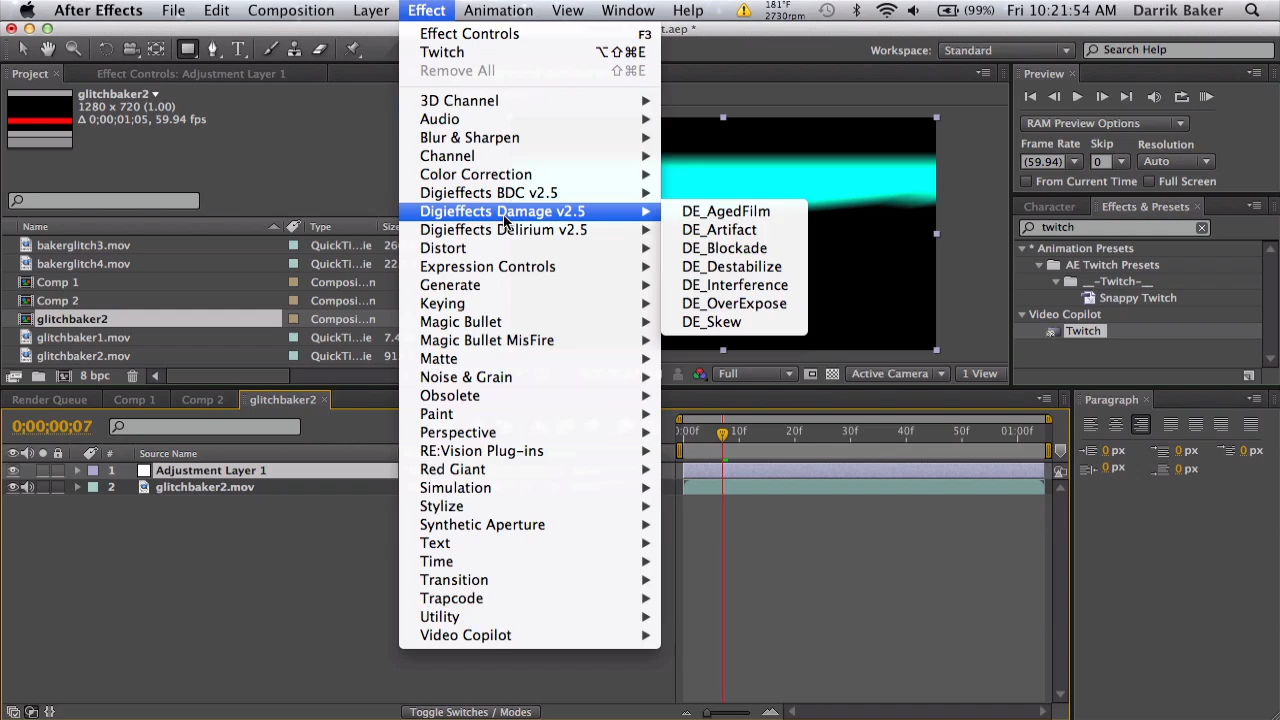 After Effects File Edit Composition Layer Effect Animation View Window Help 181°F 2730rpm (99%) Fri 10:21:54 AM Darrik Baker
t.aep *
Workspace: Standard Search Help
Project Effect Controls: Adjustment Layer 1
glitchbaker2
1280 x 720 (1.00)
Δ 0;00;01;05, 59.94 fps
Name Type Size
bakerglitch3.mov QuickTi...ie 26
bakerglitch4.mov QuickTi...ie 22.
Comp 1 Composi...
Comp 2 Composi...
glitchbaker2 Composi...
glitchbaker1.mov QuickTi...ie 7.4
glitchbaker2.mov QuickTi...ie 91.
8 bpc
Effect Controls F3
Twitch ⌥⇧⌘E
Remove All ⇧⌘E
3D Channel
Audio
Blur & Sharpen
Channel
Color Correction
Digieffects BDC v2.5
Digieffects Damage v2.5
Digieffects Delirium v2.5
Distort
Expression Controls
Generate
Keying
Magic Bullet
Magic Bullet MisFire
Matte
Noise & Grain
Obsolete
Paint
Perspective
RE:Vision Plug-ins
Red Giant
Simulation
Stylize
Synthetic Aperture
Text
Time
Transition
Trapcode
Utility
Video Copilot
DE_AgedFilm
DE_Artifact
DE_Blockade
DE_Destabilize
DE_Interference
DE_OverExpose
DE_Skew
Full Active Camera 1 View
Preview
RAM Preview Options
Frame Rate Skip Resolution
(59.94) 0 Auto
From Current Time Full Screen
Character Effects & Presets
twitch
* Animation Presets
AE Twitch Presets
__-Twitch-__
Snappy Twitch
Video Copilot
Twitch
Render Queue Comp 1 Comp 2 glitchbaker2
0;00;00;07
# Source Name
1 Adjustment Layer 1
2 glitchbaker2.mov
):00f 10f 20f 30f 40f 50f 01:00f
Toggle Switches / Modes
Paragraph
0 px 0 px 0 px
0 px 0 px